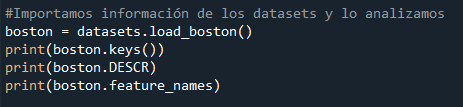 #Importamos información de los datasets y lo analizamos
boston = datasets.load_boston()
print(boston.keys())
print(boston.DESCR)
print(boston.feature_names)